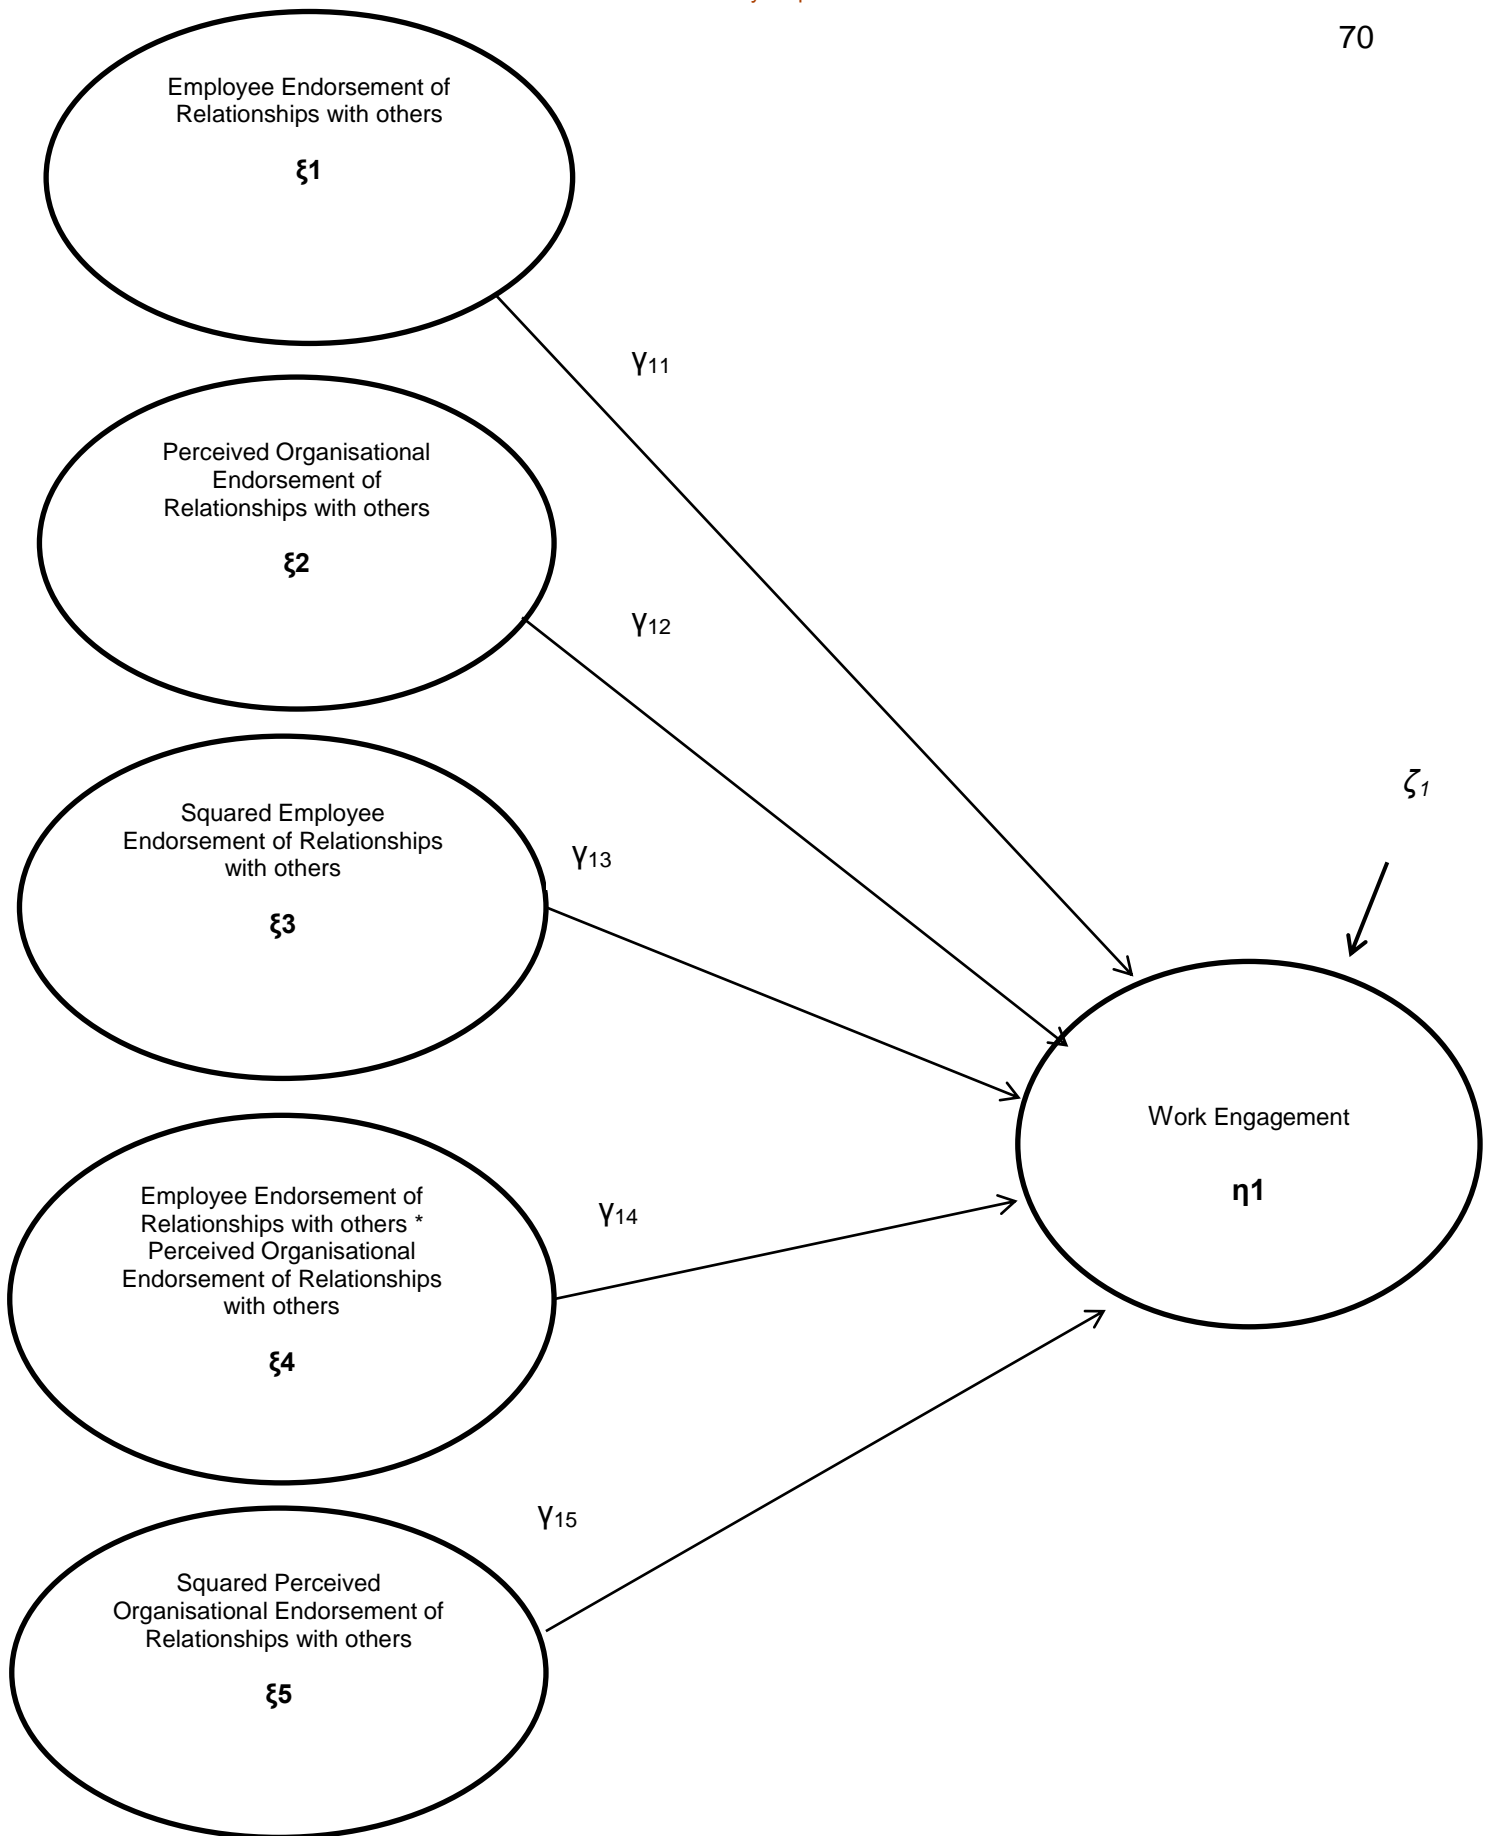 70
Employee Endorsement of
Relationships with others
ξ1
γ11
Perceived Organisational
Endorsement of
Relationships with others
ξ2
γ12
Squared Employee
Endorsement of Relationships
with others
ξ3
γ13
ζ1
Work Engagement
η1
Employee Endorsement of
Relationships with others *
Perceived Organisational
Endorsement of Relationships
with others
ξ4
γ14
γ15
Squared Perceived
Organisational Endorsement of
Relationships with others
ξ5